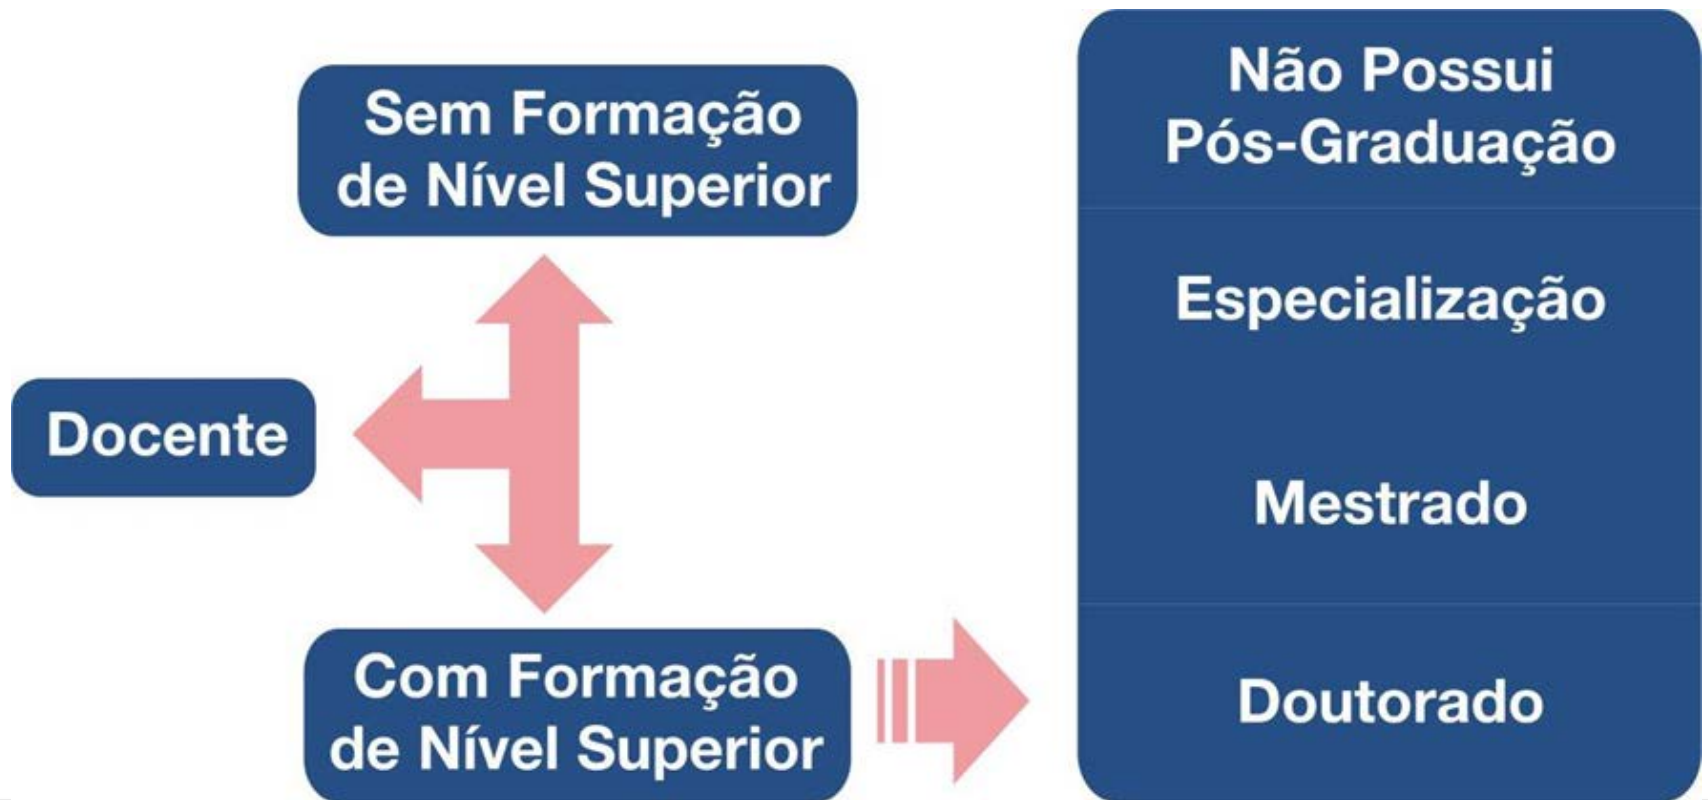 Sem Formação
de Nível Superior
Docente
Com Formação
de Nível Superior
Não Possui
Pós-Graduação
Especialização
Mestrado
Doutorado